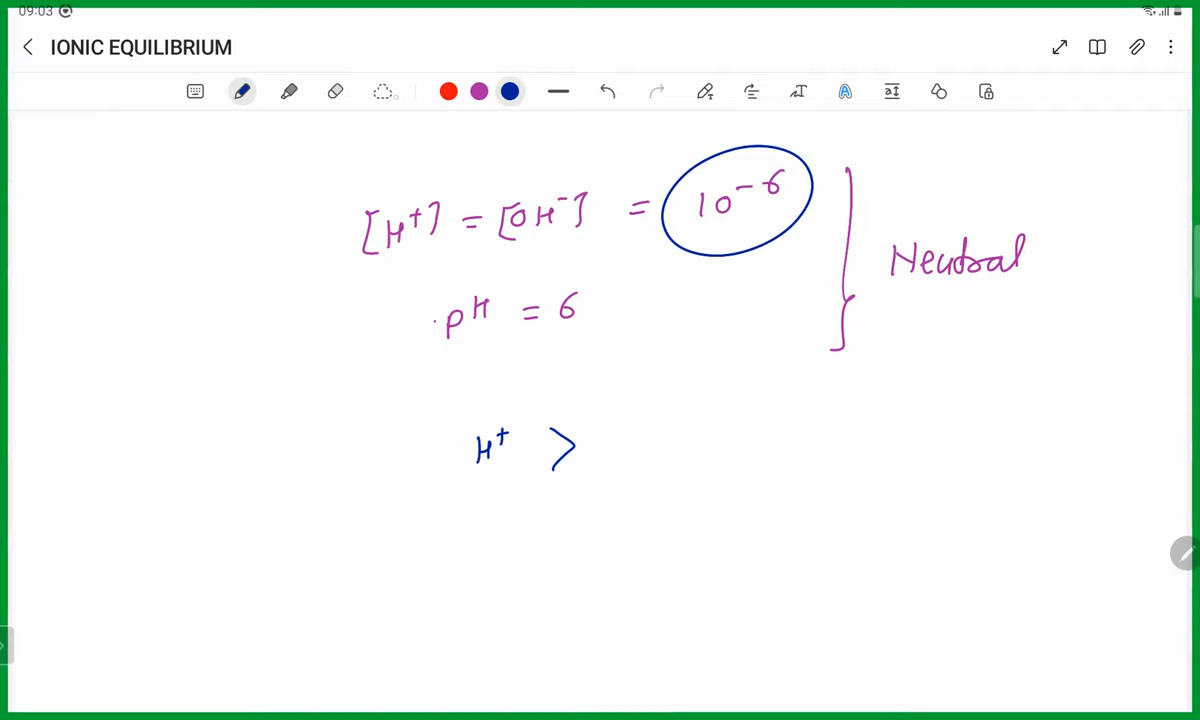 09:03
IONIC EQUILIBRIUM
[H⁺] = [OH⁻] = 10⁻⁶
Neutral
pH = 6
H⁺ >